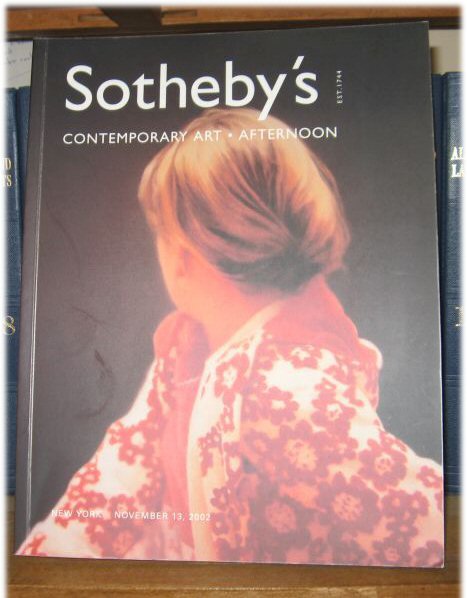 Sotheby's
EST.1744
CONTEMPORARY ART • AFTERNOON
NEW YORK NOVEMBER 13, 2002